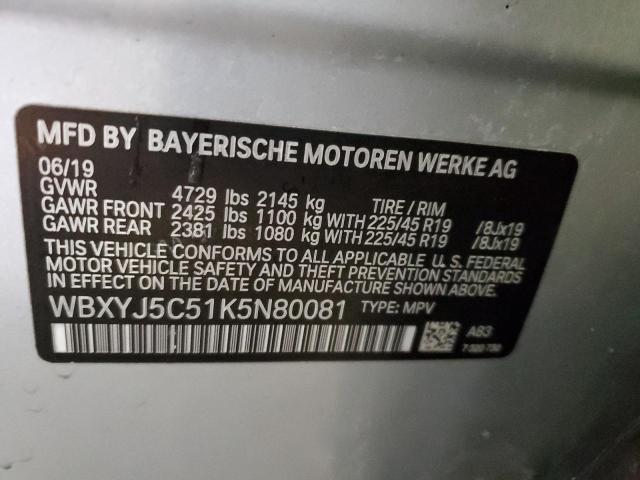 MFD BY BAYERISCHE MOTOREN WERKE AG
06/19
GVWR 4729 lbs 2145 kg TIRE / RIM
GAWR FRONT 2425 lbs 1100 kg WITH 225/45 R19 /8Jx19
GAWR REAR 2381 lbs 1080 kg WITH 225/45 R19 /8Jx19
THIS VEHICLE CONFORMS TO ALL APPLICABLE U. S. FEDERAL
MOTOR VEHICLE SAFETY, BUMPER, AND THEFT PREVENTION STANDARDS
IN EFFECT ON THE DATE OF MANUFACTURE SHOWN ABOVE.
WBXYJ5C51K5N80081 TYPE: MPV
A83